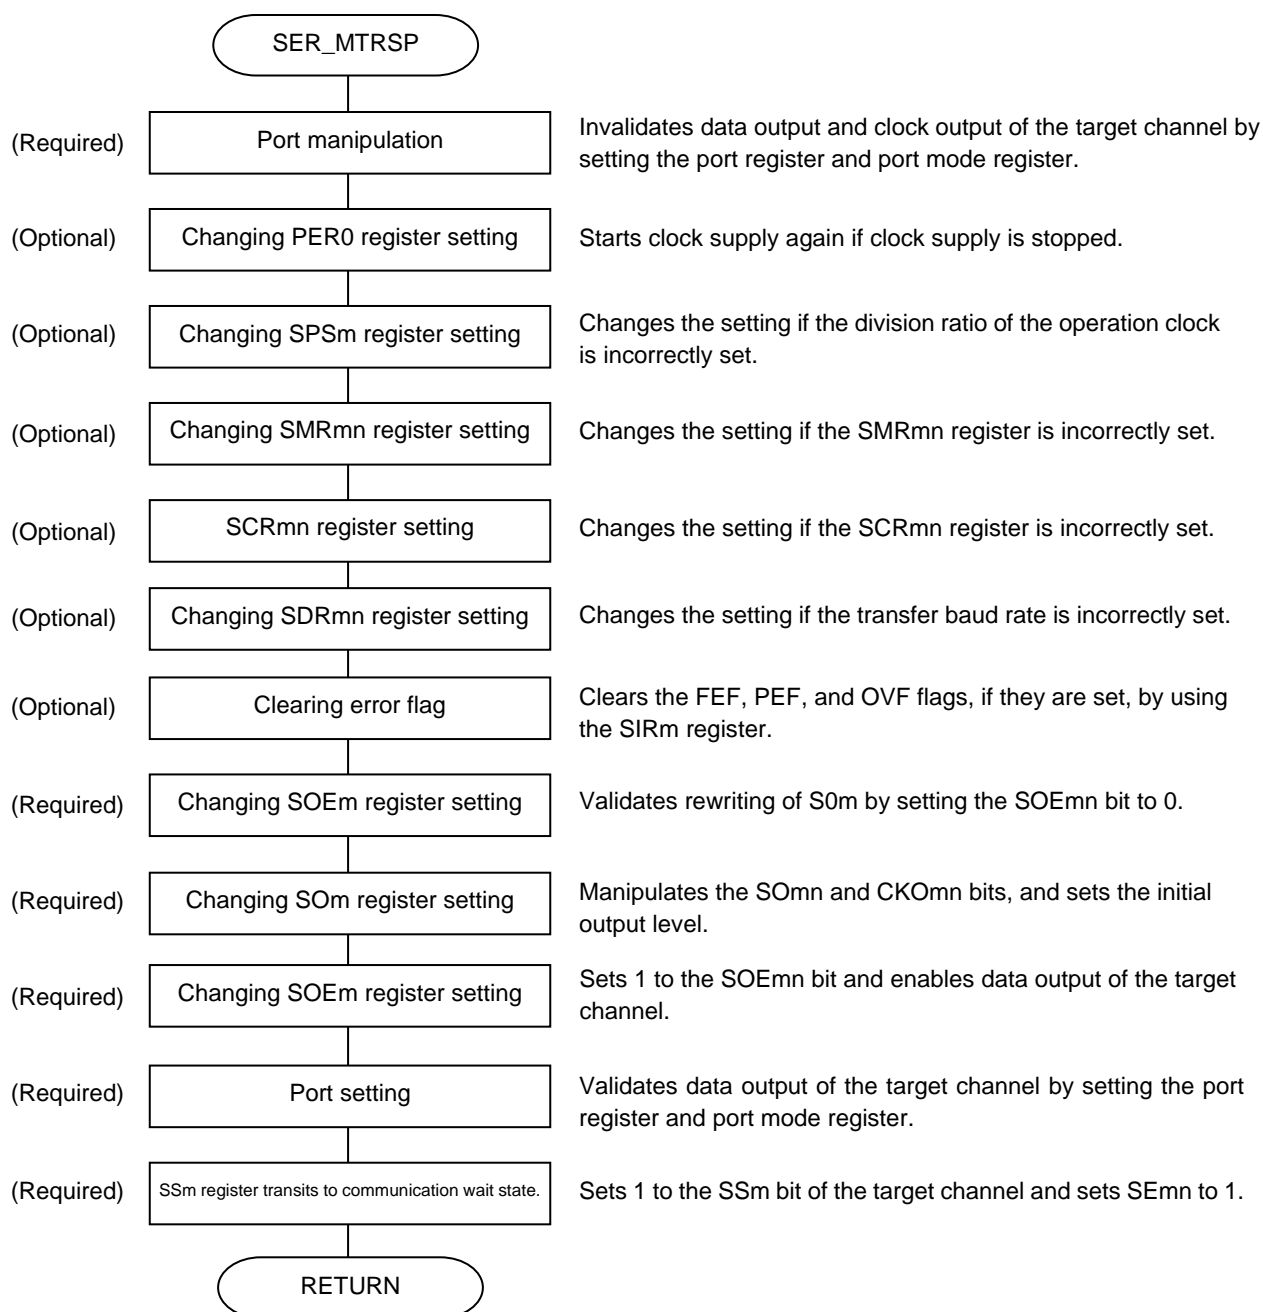 SER_MTRSP
(Required)
Port manipulation
Invalidates data output and clock output of the target channel by
setting the port register and port mode register.
(Optional)
Changing PER0 register setting
Starts clock supply again if clock supply is stopped.
(Optional)
Changing SPSm register setting
Changes the setting if the division ratio of the operation clock
is incorrectly set.
(Optional)
Changing SMRmn register setting
Changes the setting if the SMRmn register is incorrectly set.
(Optional)
SCRmn register setting
Changes the setting if the SCRmn register is incorrectly set.
(Optional)
Changing SDRmn register setting
Changes the setting if the transfer baud rate is incorrectly set.
(Optional)
Clearing error flag
Clears the FEF, PEF, and OVF flags, if they are set, by using
the SIRm register.
(Required)
Changing SOEm register setting
Validates rewriting of S0m by setting the SOEmn bit to 0.
(Required)
Changing SOm register setting
Manipulates the SOmn and CKOmn bits, and sets the initial
output level.
(Required)
Changing SOEm register setting
Sets 1 to the SOEmn bit and enables data output of the target
channel.
(Required)
Port setting
Validates data output of the target channel by setting the port
register and port mode register.
(Required)
SSm register transits to communication wait state.
Sets 1 to the SSm bit of the target channel and sets SEmn to 1.
RETURN